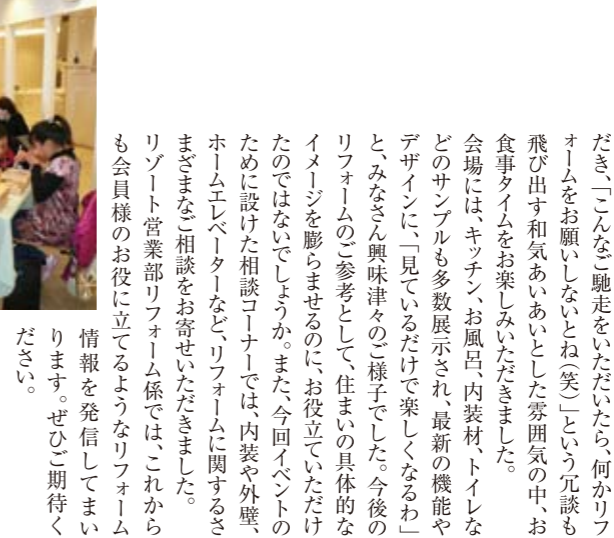 だき、「こんなご馳走をいただいたら、何かリフ
ォームをお願いしないとね(笑)」という冗談も
飛び出す和気あいあいとした雰囲気の中、お
食事タイムをお楽しみいただきました。
会場には、キッチン、お風呂、内装材、トイレな
どのサンプルも多数展示され、最新の機能や
デザインに、「見ているだけで楽しくなるわ」
と、みなさん興味津々のご様子でした。今後の
リフォームのご参考として、住まいの具体的な
イメージを膨らませるのに、お役立ていただけ
たのではないでしょうか。また、今回イベントの
ために設けた相談コーナーでは、内装や外壁、
ホームエレベーターなど、リフォームに関するさ
まざまなご相談をお寄せいただきました。
リゾート営業部リフォーム係では、これから
も会員様のお役に立てるようなリフォーム
情報を発信してまい
ります。ぜひご期待く
ださい。